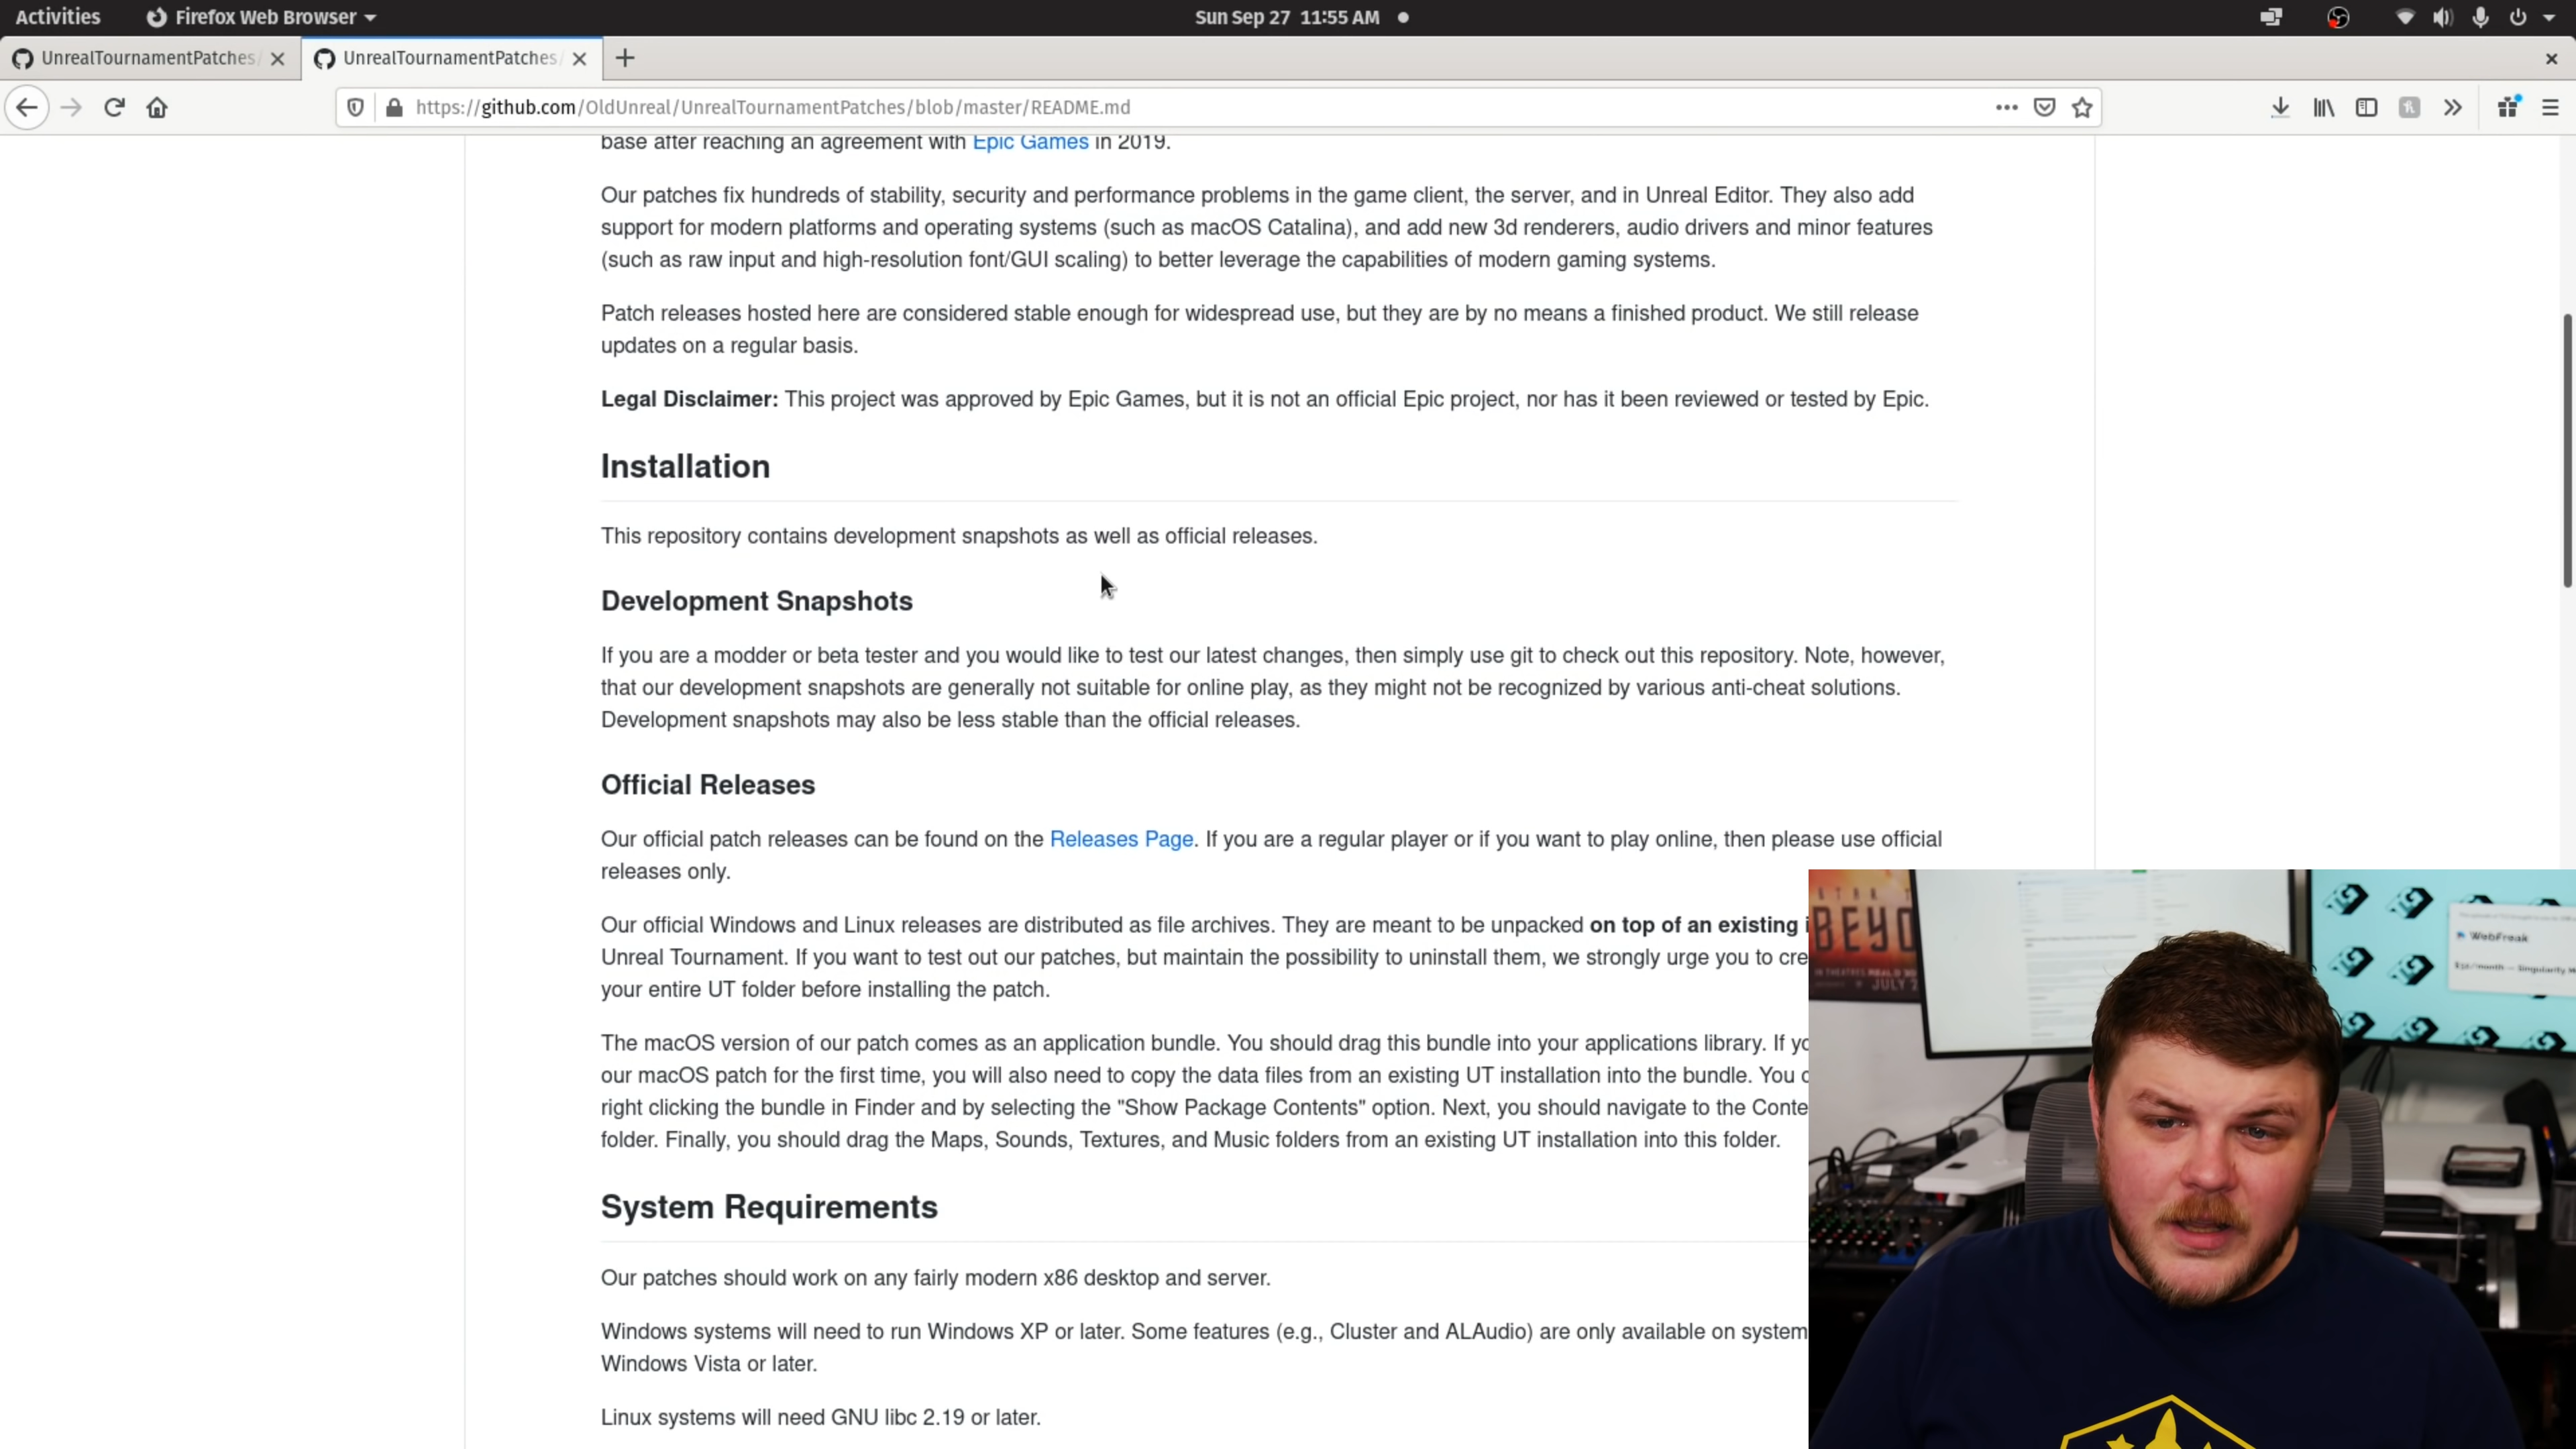 Activities Firefox Web Browser Sun Sep 27 11:55 AM
UnrealTournamentPatches/ UnrealTournamentPatches/
https://github.com/OldUnreal/UnrealTournamentPatches/blob/master/README.md
base after reaching an agreement with Epic Games in 2019.
Our patches fix hundreds of stability, security and performance problems in the game client, the server, and in Unreal Editor. They also add
support for modern platforms and operating systems (such as macOS Catalina), and add new 3d renderers, audio drivers and minor features
(such as raw input and high-resolution font/GUI scaling) to better leverage the capabilities of modern gaming systems.
Patch releases hosted here are considered stable enough for widespread use, but they are by no means a finished product. We still release
updates on a regular basis.
Legal Disclaimer: This project was approved by Epic Games, but it is not an official Epic project, nor has it been reviewed or tested by Epic.
Installation
This repository contains development snapshots as well as official releases.
Development Snapshots
If you are a modder or beta tester and you would like to test our latest changes, then simply use git to check out this repository. Note, however,
that our development snapshots are generally not suitable for online play, as they might not be recognized by various anti-cheat solutions.
Development snapshots may also be less stable than the official releases.
Official Releases
Our official patch releases can be found on the Releases Page. If you are a regular player or if you want to play online, then please use official
releases only.
Our official Windows and Linux releases are distributed as file archives. They are meant to be unpacked on top of an existing i
Unreal Tournament. If you want to test out our patches, but maintain the possibility to uninstall them, we strongly urge you to cre
your entire UT folder before installing the patch.
The macOS version of our patch comes as an application bundle. You should drag this bundle into your applications library. If yo
our macOS patch for the first time, you will also need to copy the data files from an existing UT installation into the bundle. You c
right clicking the bundle in Finder and by selecting the "Show Package Contents" option. Next, you should navigate to the Conte
folder. Finally, you should drag the Maps, Sounds, Textures, and Music folders from an existing UT installation into this folder.
System Requirements
Our patches should work on any fairly modern x86 desktop and server.
Windows systems will need to run Windows XP or later. Some features (e.g., Cluster and ALAudio) are only available on system
Windows Vista or later.
Linux systems will need GNU libc 2.19 or later.
STAR T
BEYO
JULY 2
WebFreak